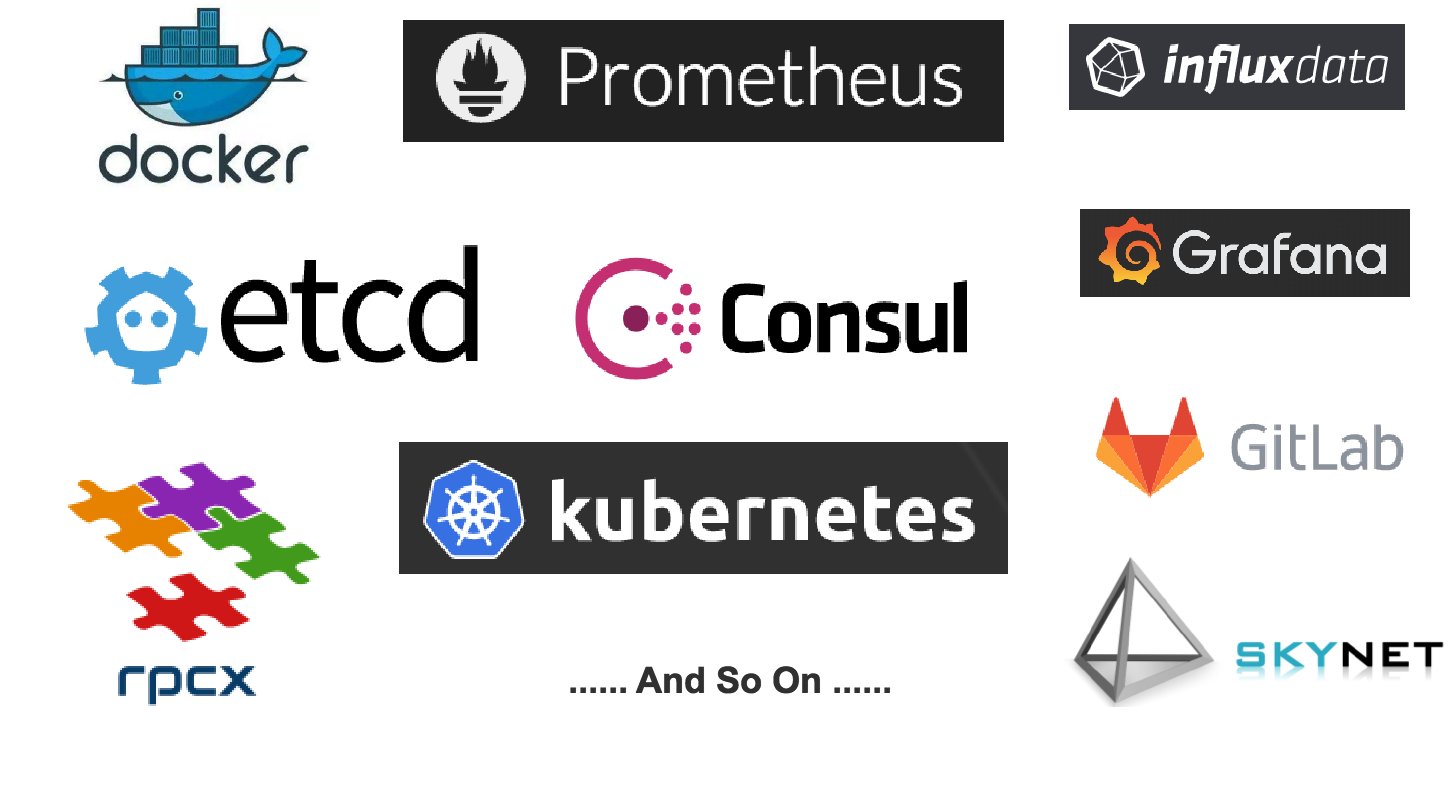 docker
Prometheus
influxdata
etcd
Consul
Grafana
kubernetes
GitLab
rpcx
...... And So On ......
SKYNET